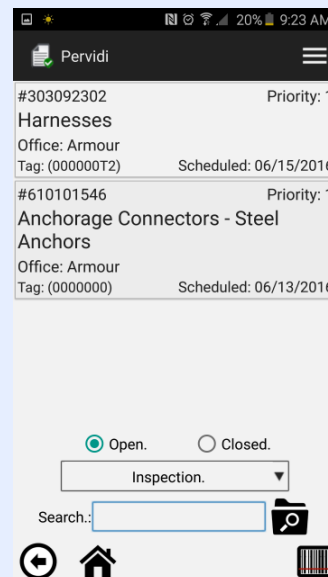 20% 9:23 AM
Pervidi
#303092302 Priority: 1
Harnesses
Office: Armour
Tag: (000000T2) Scheduled: 06/15/2016
#610101546 Priority: 1
Anchorage Connectors - Steel
Anchors
Office: Armour
Tag: (0000000) Scheduled: 06/13/2016
Open. Closed.
Inspection.
Search.: